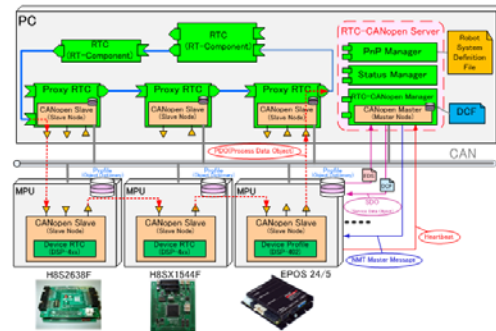 PC
RTC
(RT-Component)
RTC
(RT-Component)
RTC-CANopen Server
PnP Manager
Status Manager
RTC-CANopen Manager
CANopen Master
(Master Node)
Robot
System
Definition
File
DCF
Proxy RTC
CANopen Slave
(Slave Node)
Proxy RTC
CANopen Slave
(Slave Node)
Proxy RTC
CANopen Slave
(Slave Node)
PDO(Process Data Object)
CAN
MPU
Profile
CANopen Slave
(Slave Node)
Device RTC
H8S2638F
MPU
Profile
CANopen Slave
(Slave Node)
Device RTC
H8SX1544F
MPU
Profile
CANopen Slave
(Slave Node)
Device Profile
EPOS 24/5
DCF
SDO
Heartbeat
NMT Master Message